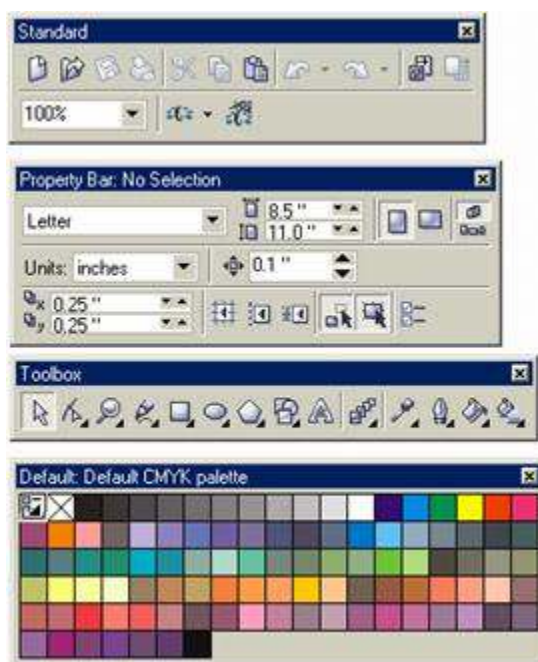 Standard
100%
Property Bar: No Selection
Letter
8.5 "
11.0 "
Units: inches
0.1 "
x 0.25 "
y 0.25 "
Toolbox
A
Default: Default CMYK palette